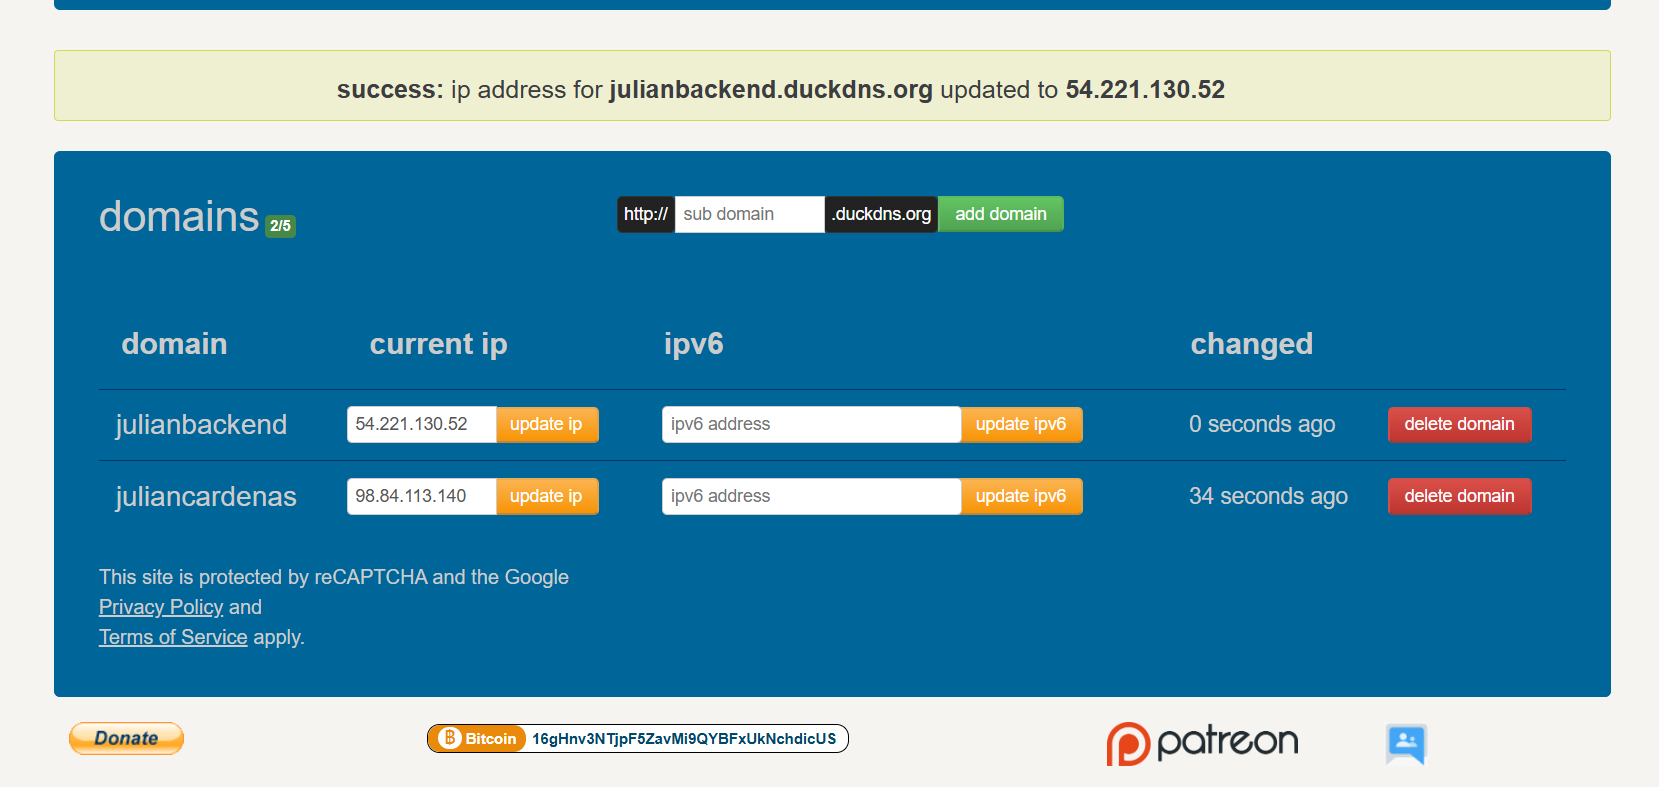 success: ip address for julianbackend.duckdns.org updated to 54.221.130.52
domains 2/5
http:// sub domain .duckdns.org add domain
domain current ip ipv6 changed
julianbackend 54.221.130.52 update ip ipv6 address update ipv6 0 seconds ago delete domain
juliancardenas 98.84.113.140 update ip ipv6 address update ipv6 34 seconds ago delete domain
This site is protected by reCAPTCHA and the Google
Privacy Policy and
Terms of Service apply.
Donate Bitcoin 16gHnv3NTjpF5ZavMi9QYBFxUkNchdicUS patreon